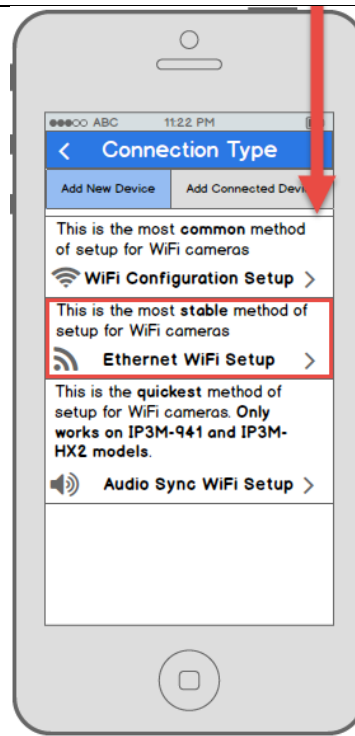 ABC 11:22 PM
Connection Type
Add New Device Add Connected
This is the most common method
of setup for WiFi cameras
WiFi Configuration Setup
This is the most stable method of
setup for WiFi cameras
Ethernet WiFi Setup
This is the quickest method of
setup for WiFi cameras. Only
works on IP3M-941 and IP3M-
HX2 models.
Audio Sync WiFi Setup